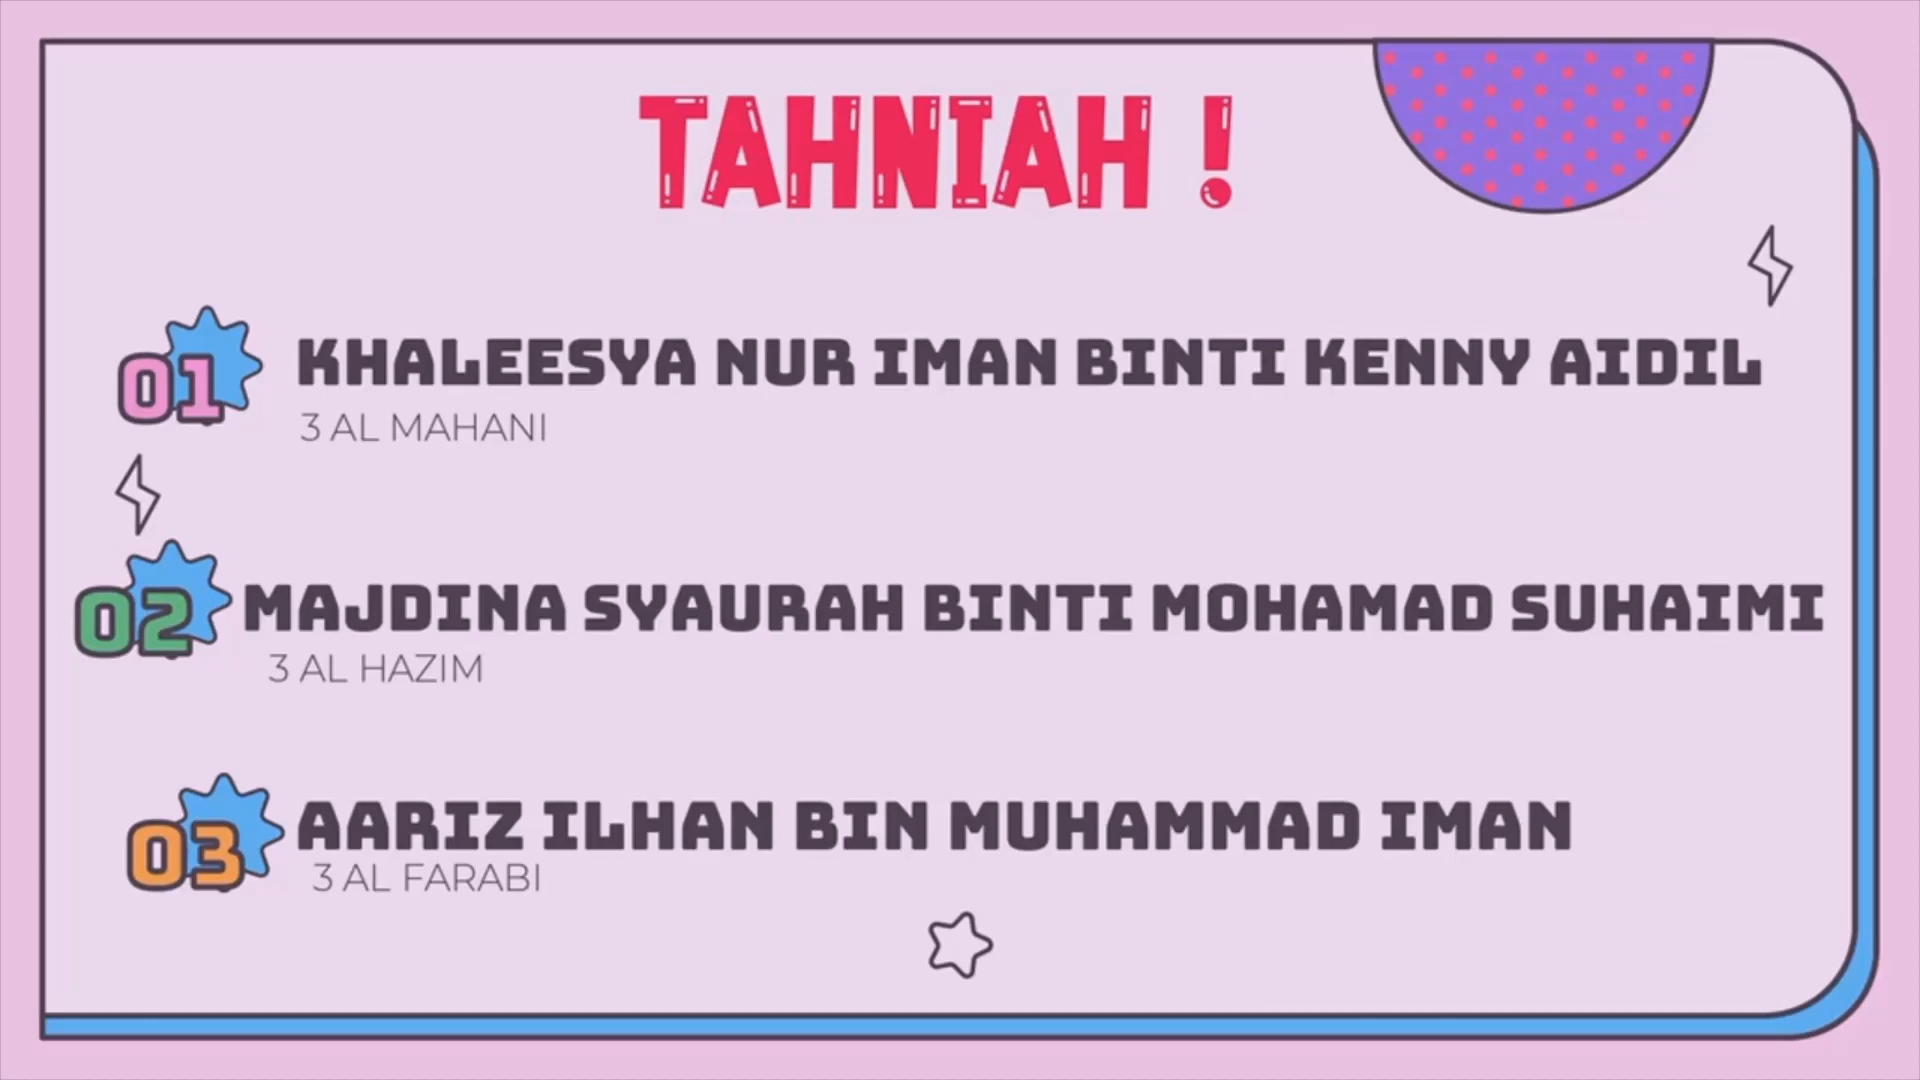 TAHNIAH !
01
KHALEESYA NUR IMAN BINTI KENNY AIDIL
3 AL MAHANI
02
MAJDINA SYAURAH BINTI MOHAMAD SUHAIMI
3 AL HAZIM
03
AARIZ ILHAN BIN MUHAMMAD IMAN
3 AL FARABI